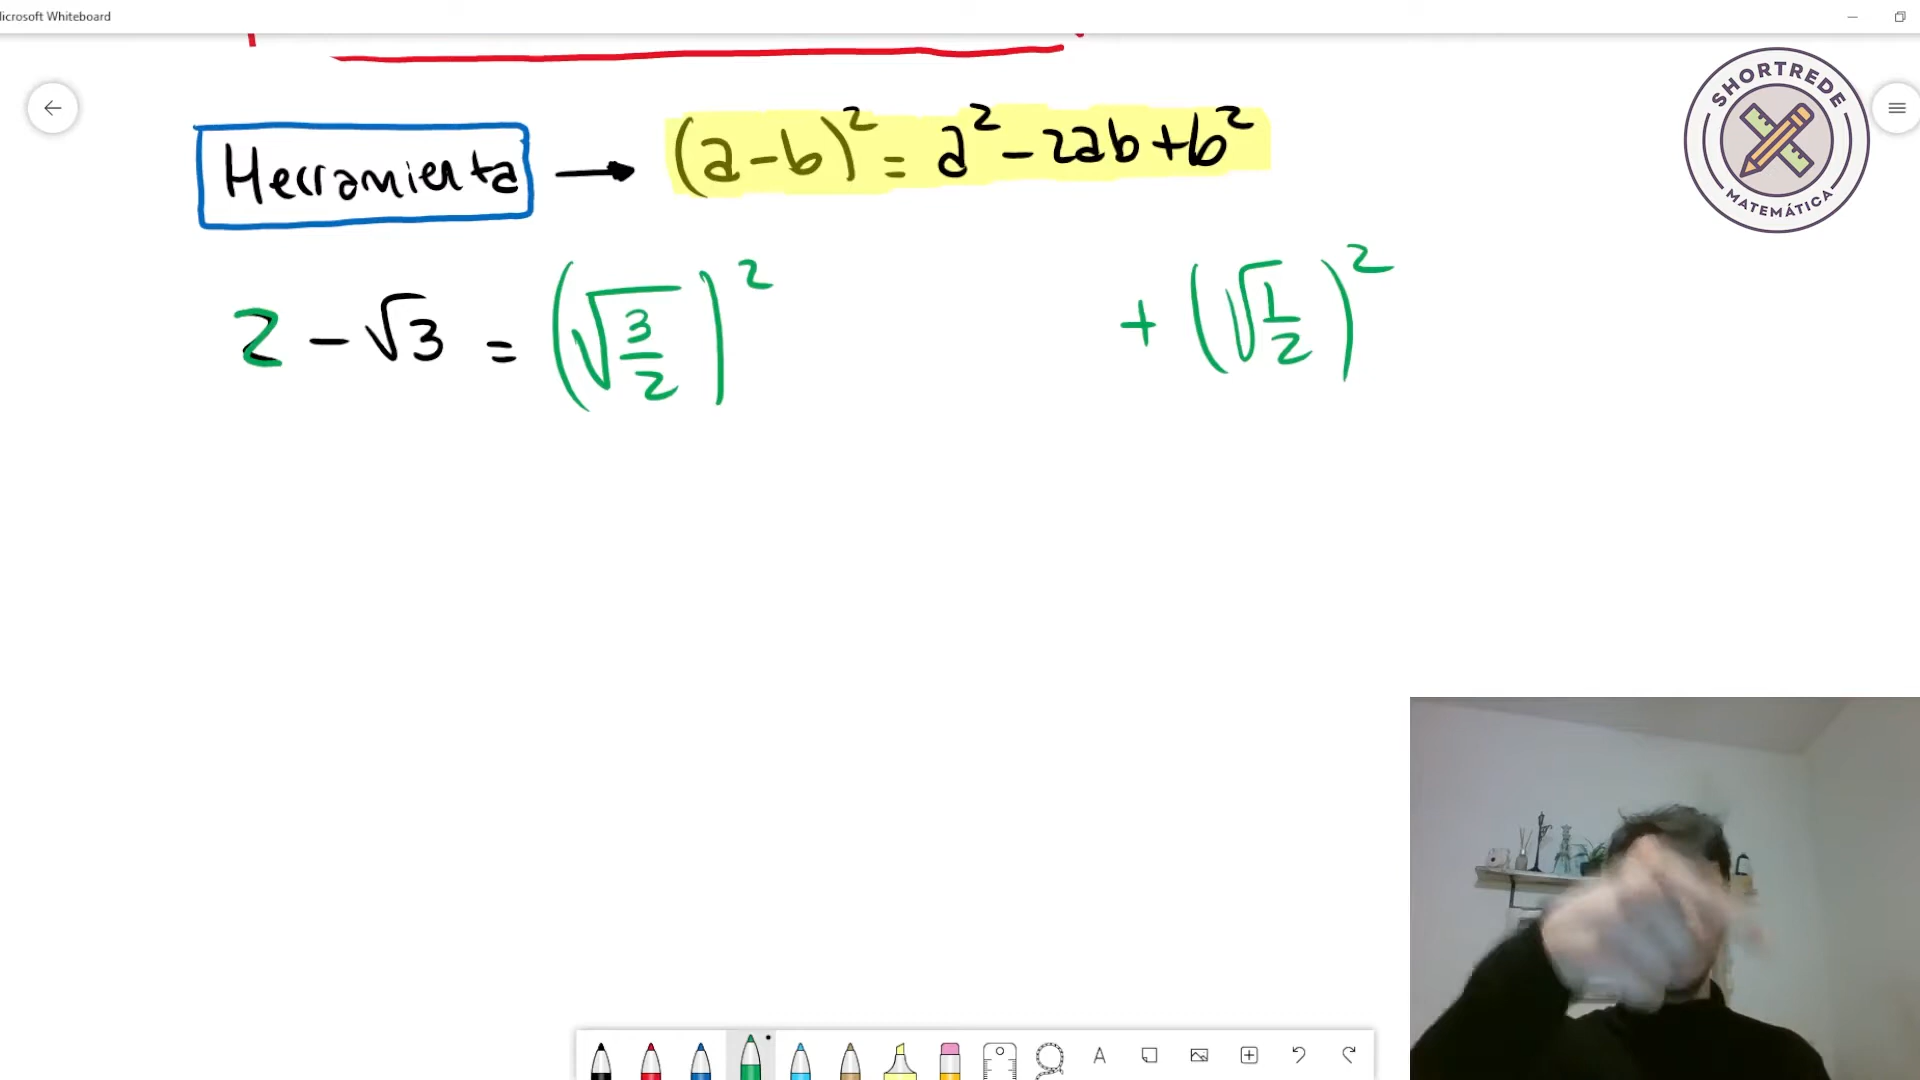 Microsoft Whiteboard
SHORTREDE
MATEMÁTICA
Herramienta → (a-b)² = a² - 2ab + b²
2 - √3 = (√(3/2))² + (√(1/2))²
A